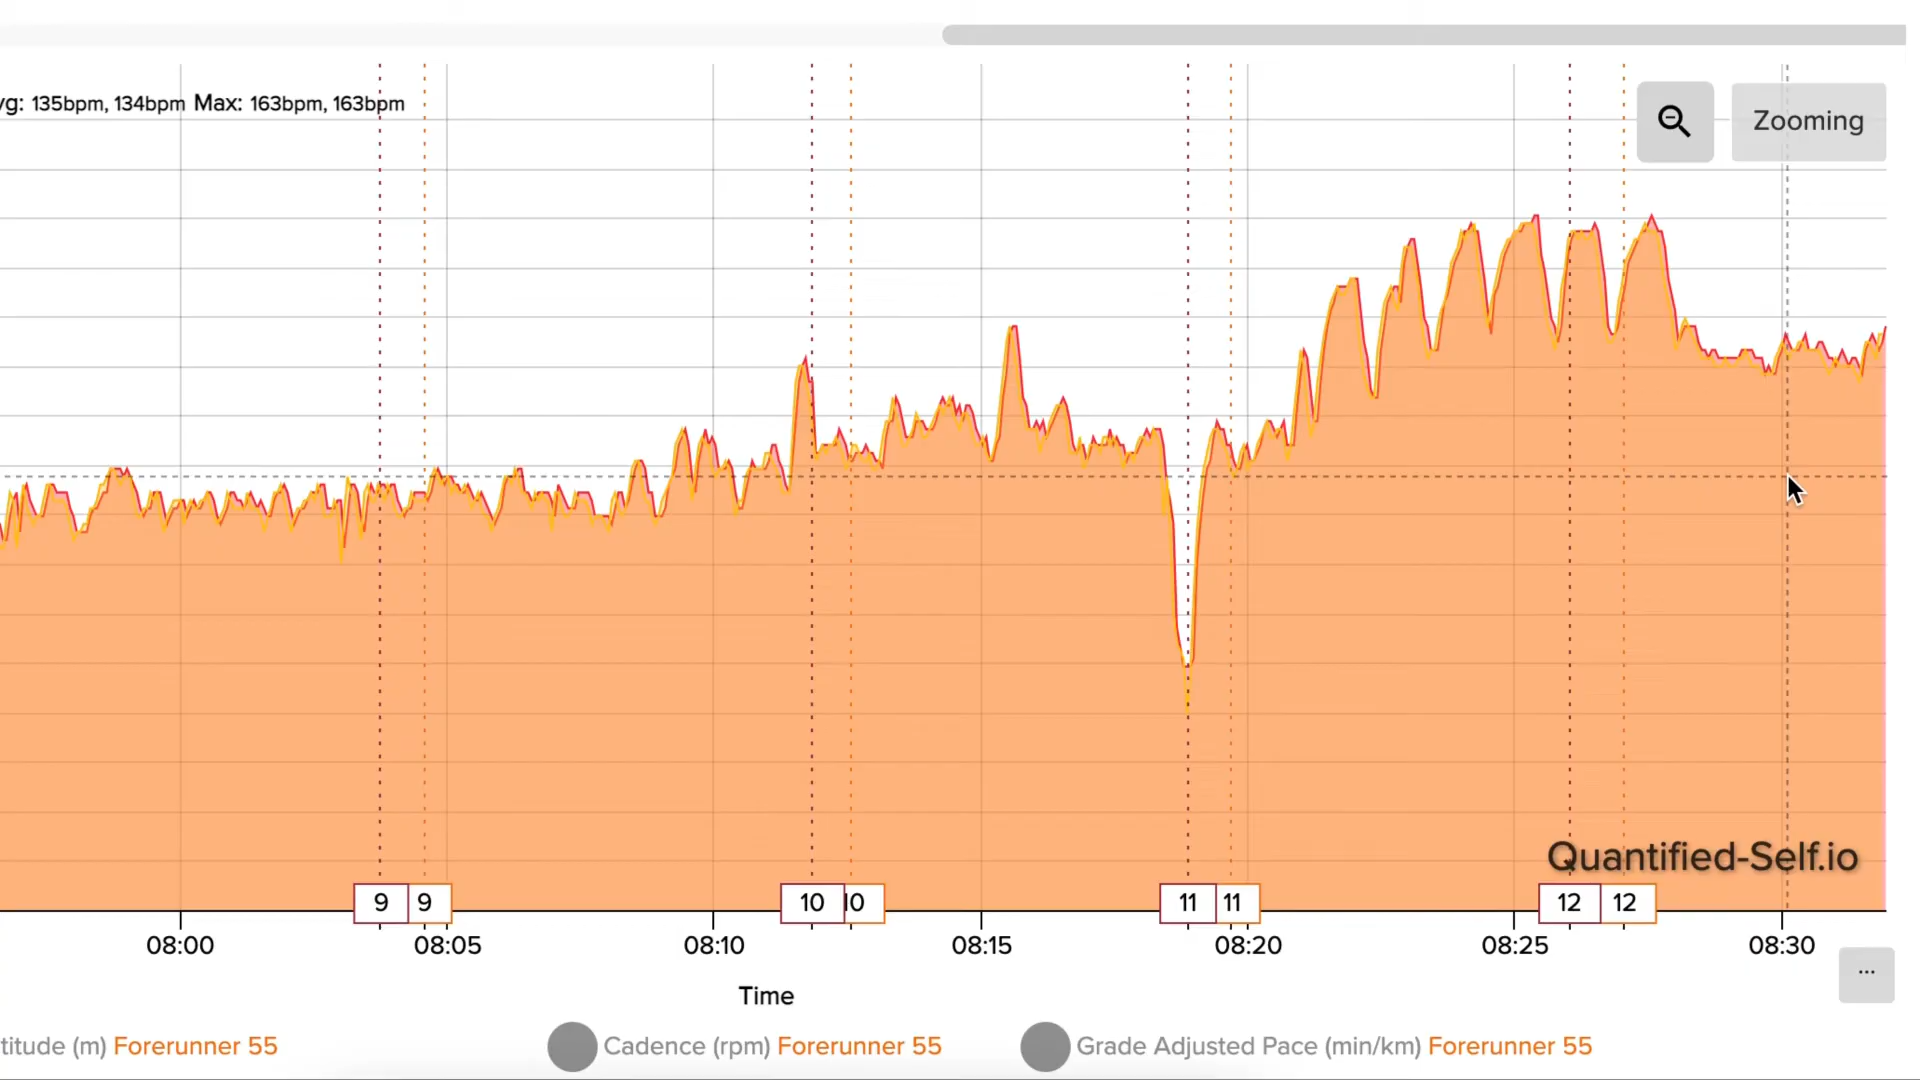 vg: 135bpm, 134bpm Max: 163bpm, 163bpm
Zooming
Quantified-Self.io
9 9 10 10 11 11 12 12
08:00 08:05 08:10 08:15 08:20 08:25 08:30
...
Time
titude (m) Forerunner 55 Cadence (rpm) Forerunner 55 Grade Adjusted Pace (min/km) Forerunner 55